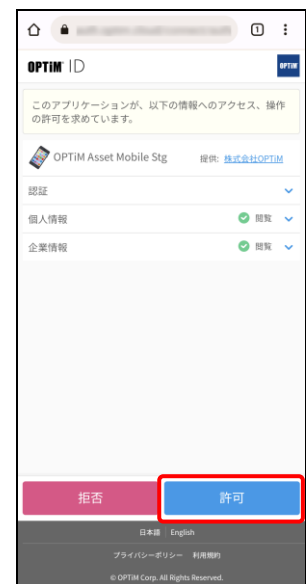 1
OPTiM ID
OPTiM
このアプリケーションが、以下の情報へのアクセス、操作
の許可を求めています。
OPTiM Asset Mobile Stg 提供: 株式会社OPTiM
認証
個人情報 閲覧
企業情報 閲覧
拒否 許可
日本語 English
プライバシーポリシー 利用規約
© OPTiM Corp. All Rights Reserved.